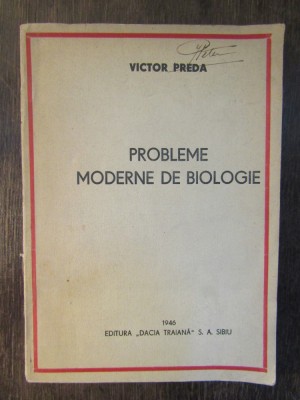 VICTOR PREDA
PROBLEME
MODERNE DE BIOLOGIE
1946
EDITURA „DACIA TRAIANĂ" S. A. SIBIU